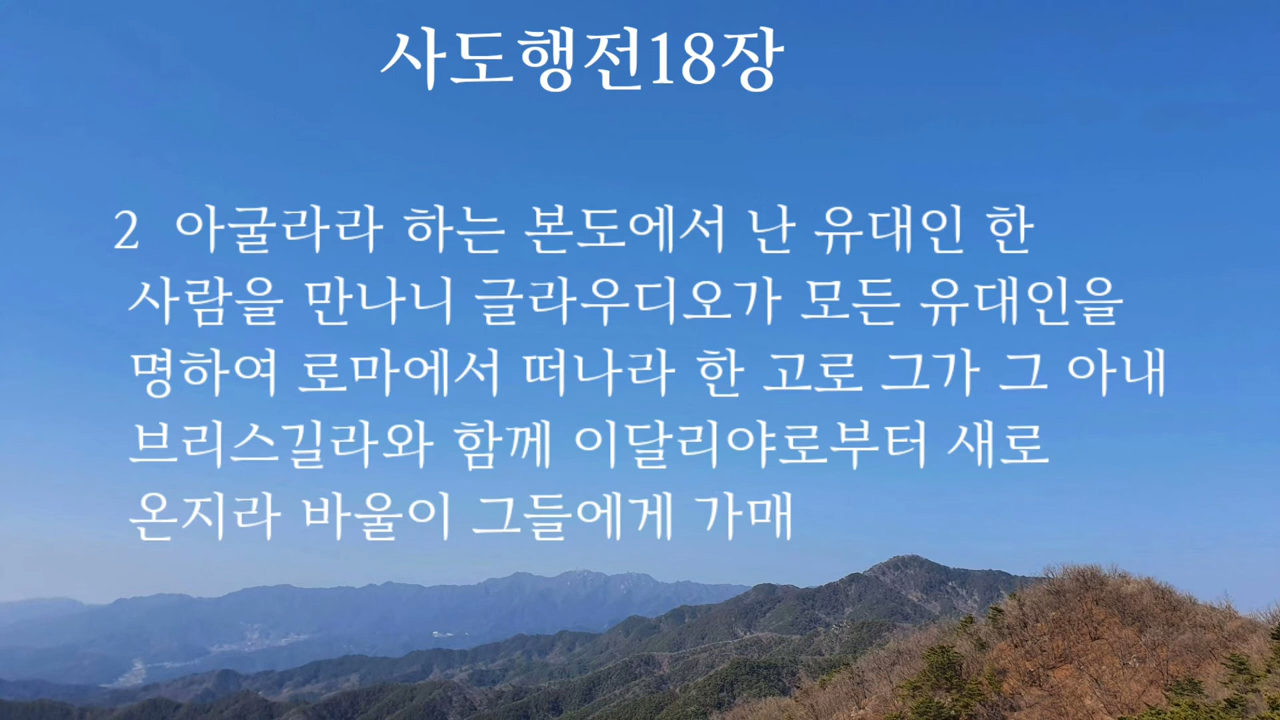 사도행전18장
2 아굴라라 하는 본도에서 난 유대인 한
사람을 만나니 글라우디오가 모든 유대인을
명하여 로마에서 떠나라 한 고로 그가 그 아내
브리스길라와 함께 이달리야로부터 새로
온지라 바울이 그들에게 가매